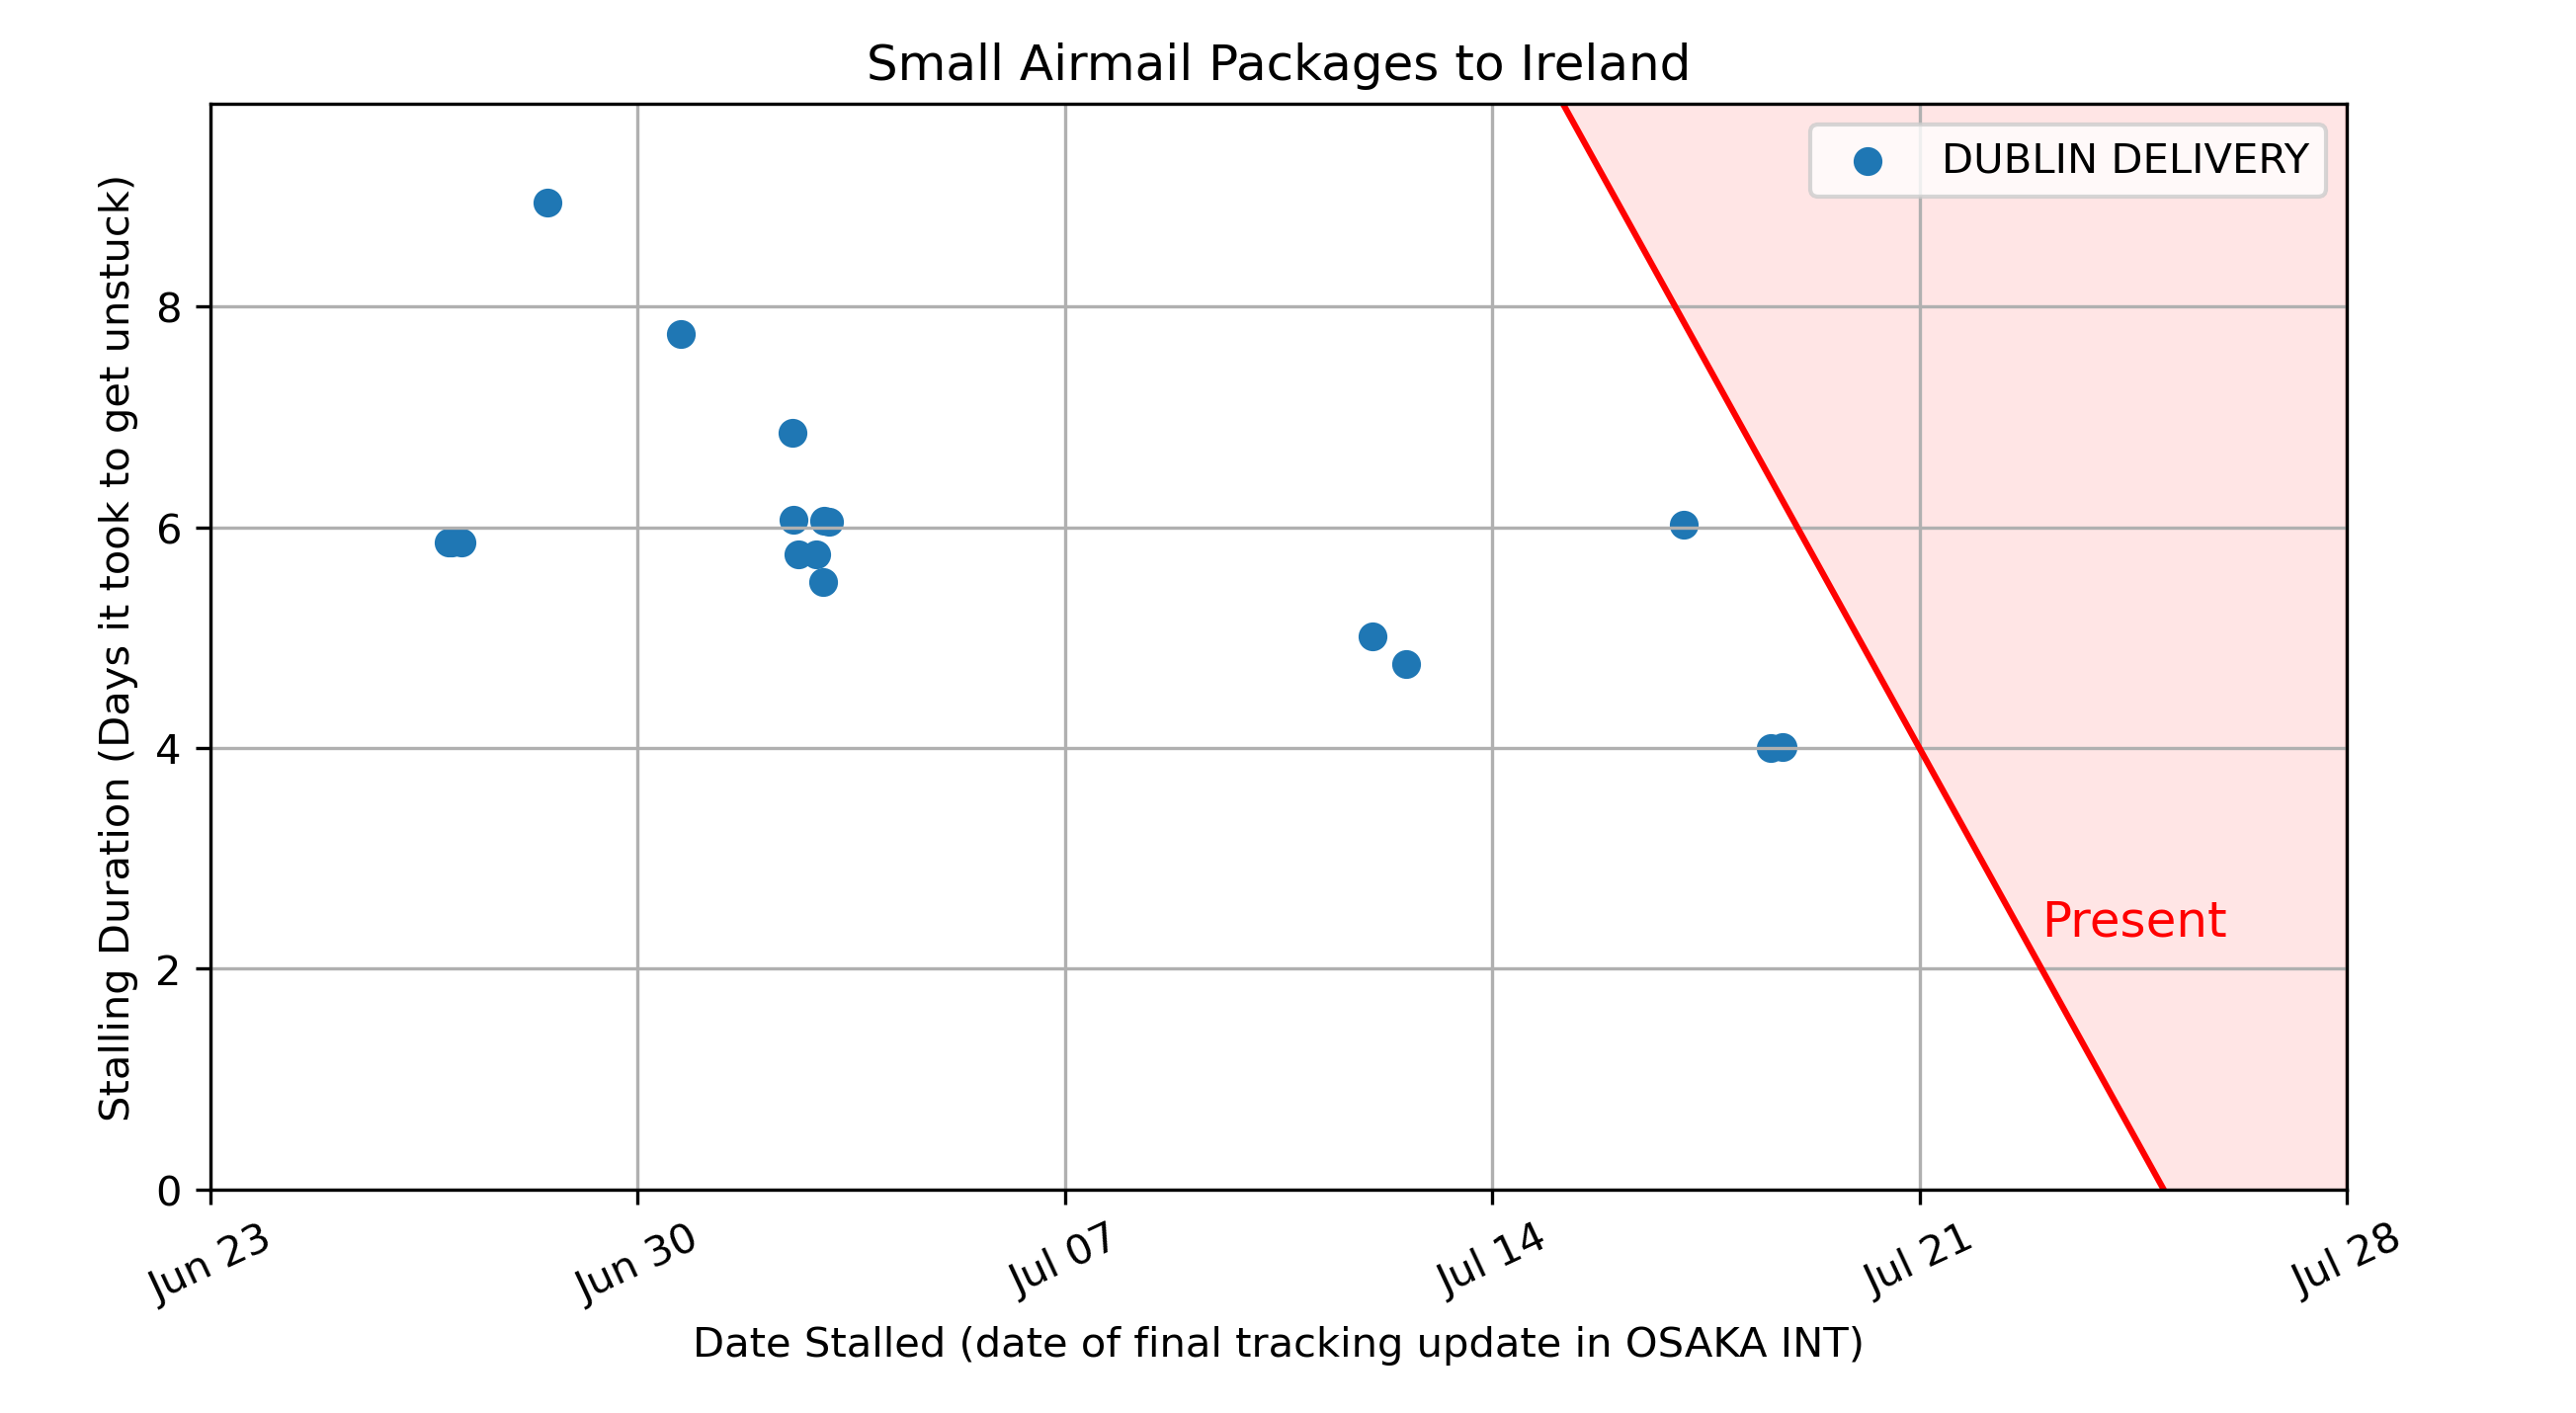 Small Airmail Packages to Ireland
DUBLIN DELIVERY
Stalling Duration (Days it took to get unstuck)
8
6
4
2
0
Present
Jun 23
Jun 30
Jul 07
Jul 14
Jul 21
Jul 28
Date Stalled (date of final tracking update in OSAKA INT)